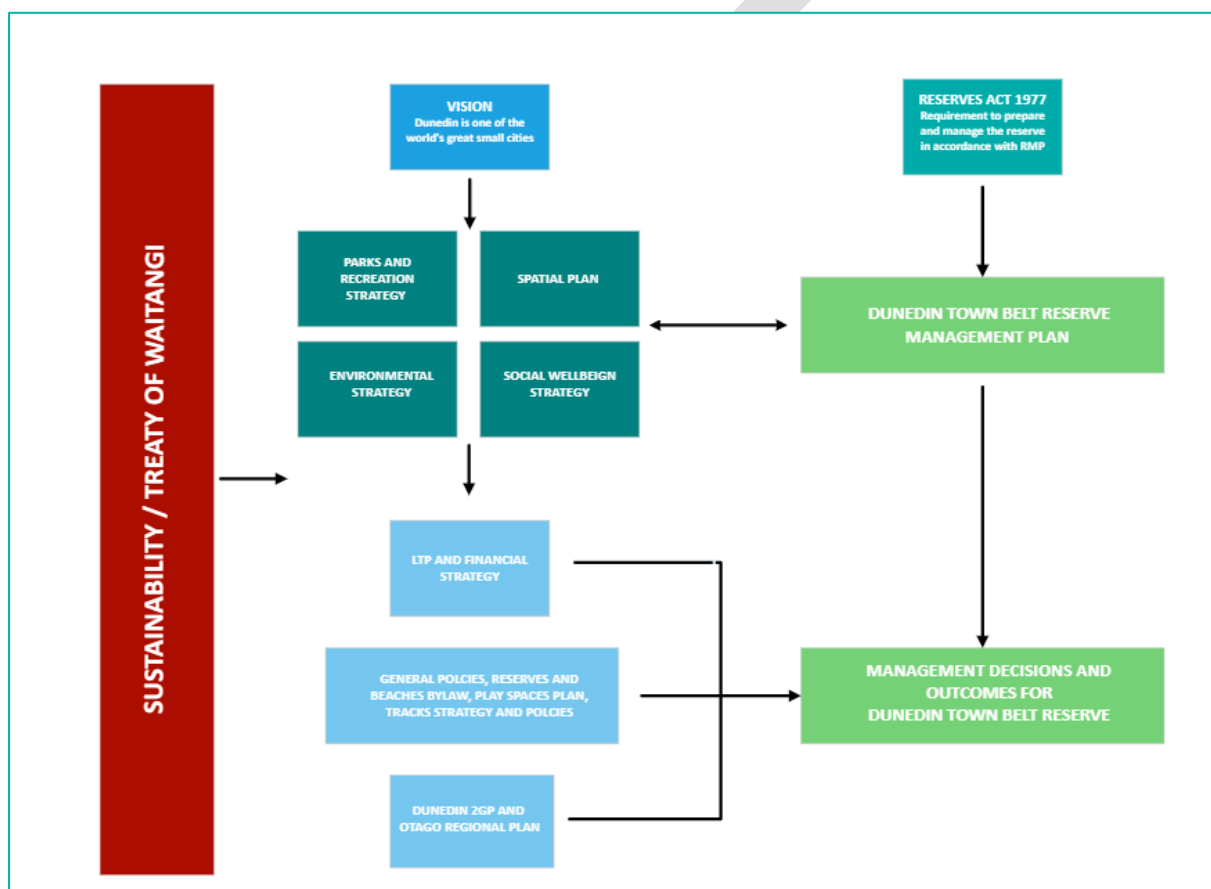 SUSTAINABILITY / TREATY OF WAITANGI
VISION
Dunedin is one of the
world's great small cities
RESERVES ACT 1977
Requirement to prepare
and manage the reserve
in accordance with RMP
PARKS AND
RECREATION
STRATEGY
SPATIAL PLAN
ENVIRONMENTAL
STRATEGY
SOCIAL WELLBEIGN
STRATEGY
DUNEDIN TOWN BELT RESERVE
MANAGEMENT PLAN
LTP AND FINANCIAL
STRATEGY
GENERAL POLCIES, RESERVES AND
BEACHES BYLAW, PLAY SPACES PLAN,
TRACKS STRATEGY AND POLCIES
MANAGEMENT DECISIONS AND
OUTCOMES FOR
DUNEDIN TOWN BELT RESERVE
DUNEDIN 2GP AND
OTAGO REGIONAL PLAN